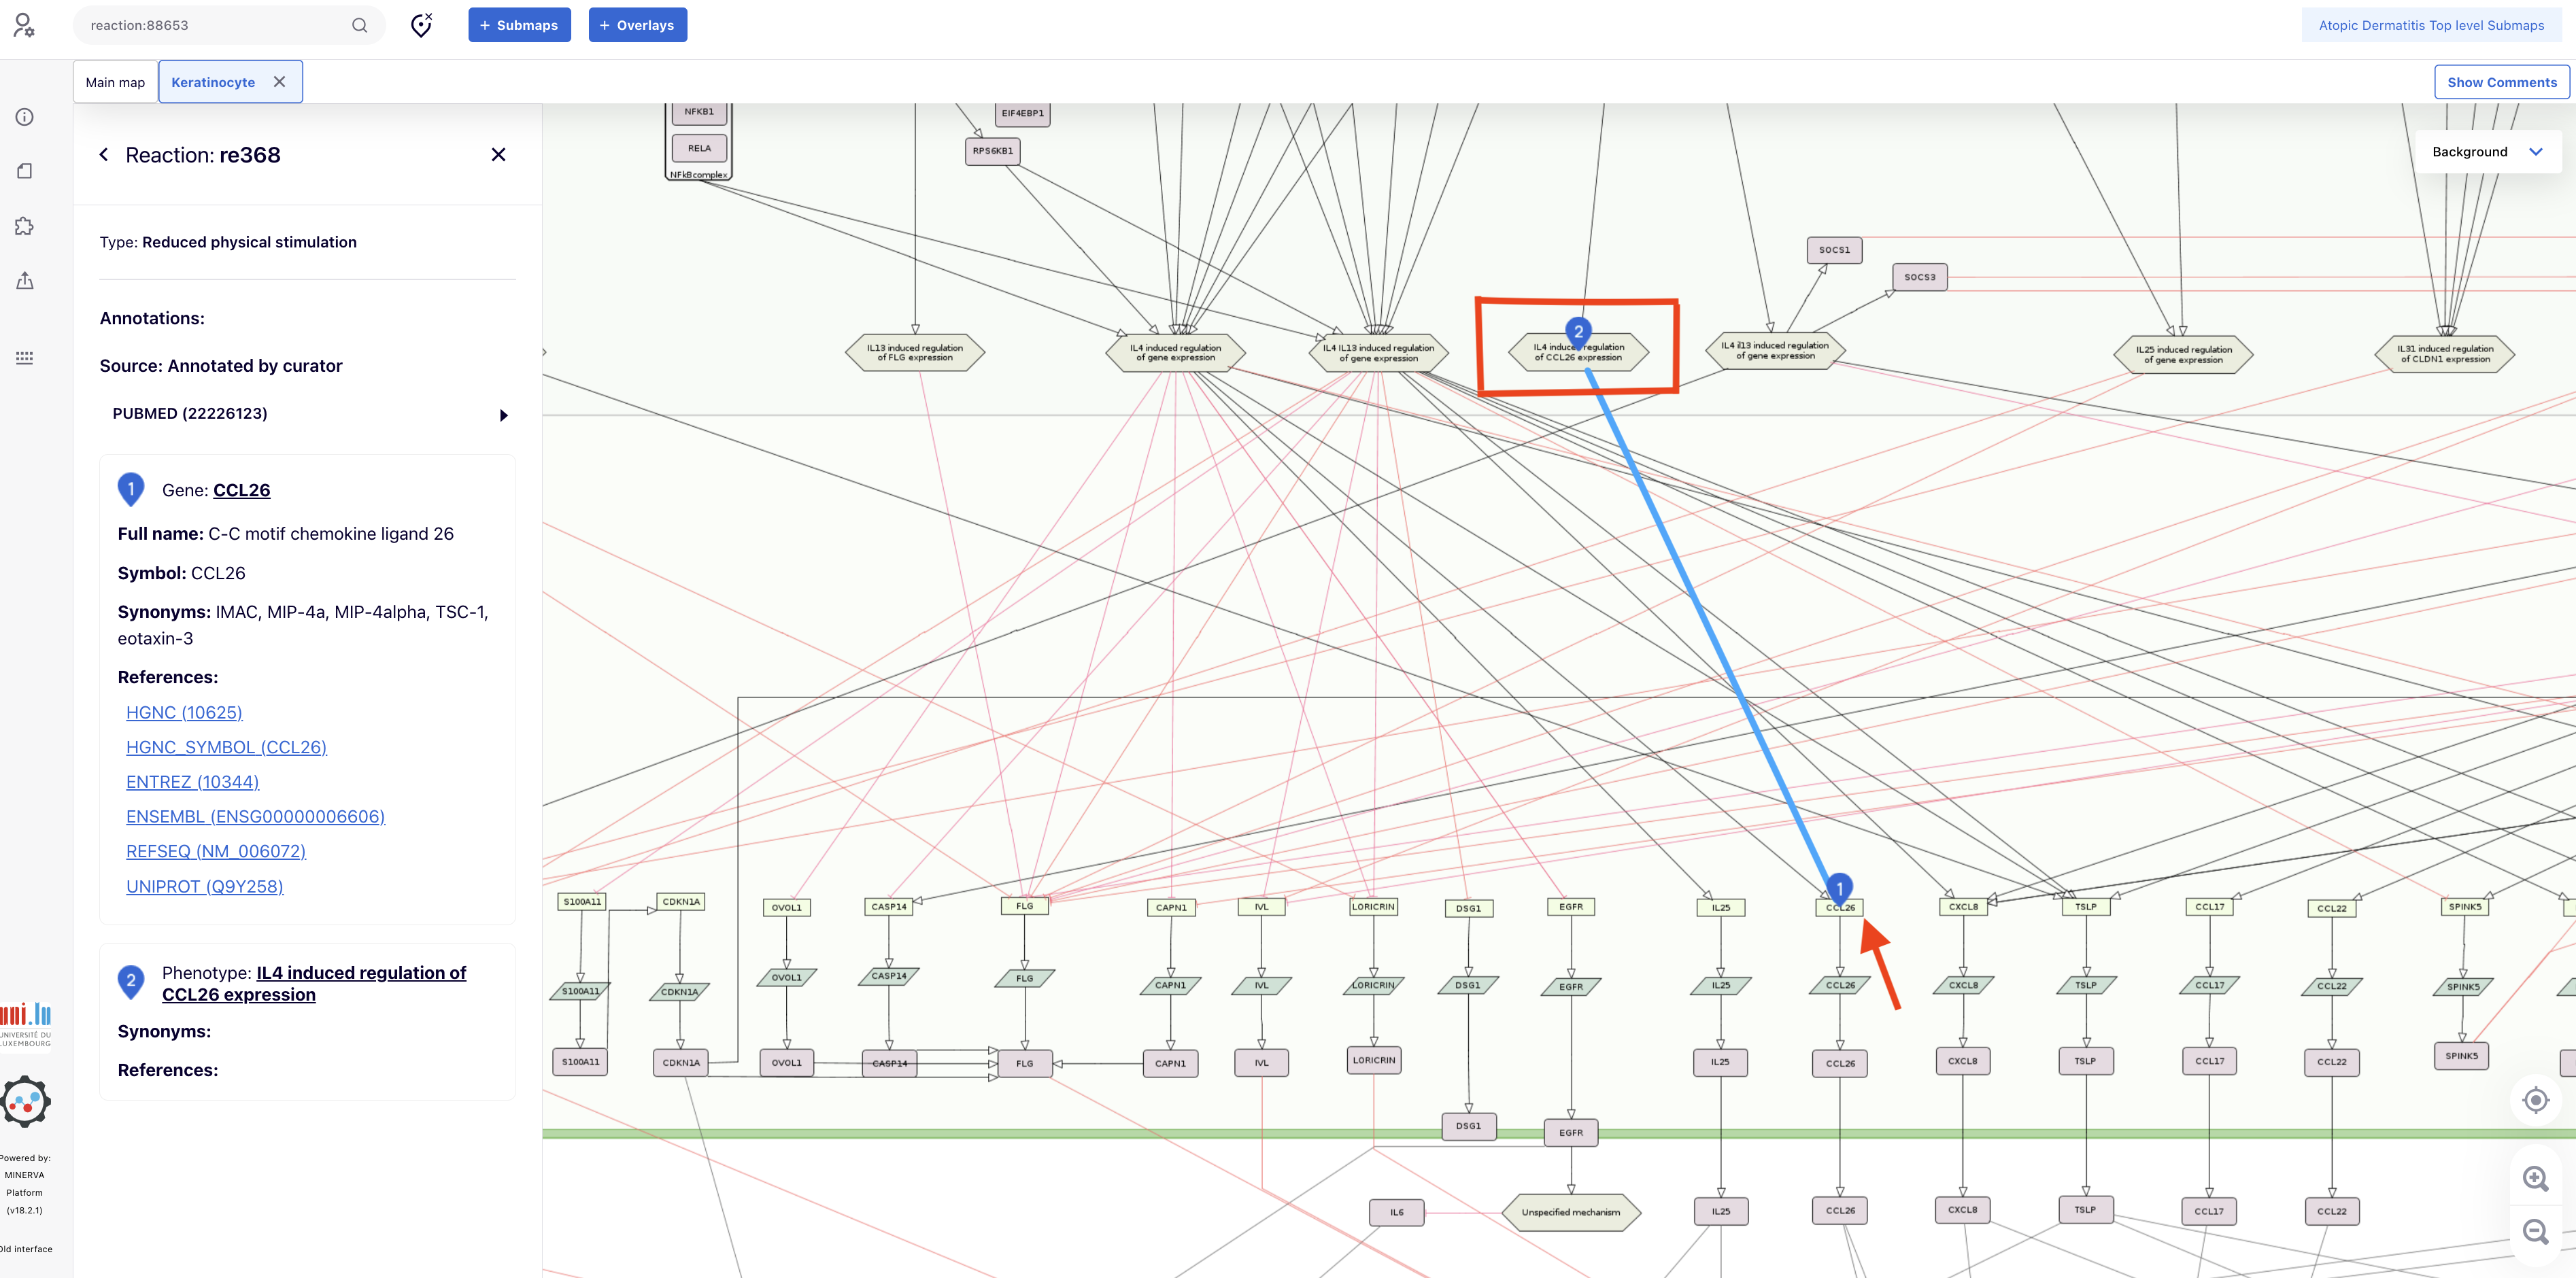 reaction:88653
+ Submaps
+ Overlays
Atopic Dermatitis Top level Submaps
Main map
Keratinocyte
Show Comments
Reaction: re368
Type: Reduced physical stimulation
Annotations:
Source: Annotated by curator
PUBMED (22226123)
1
Gene: CCL26
Full name: C-C motif chemokine ligand 26
Symbol: CCL26
Synonyms: IMAC, MIP-4a, MIP-4alpha, TSC-1,
eotaxin-3
References:
HGNC (10625)
HGNC_SYMBOL (CCL26)
ENTREZ (10344)
ENSEMBL (ENSG00000006606)
REFSEQ (NM_006072)
UNIPROT (Q9Y258)
2
Phenotype: IL4 induced regulation of
CCL26 expression
Synonyms:
References:
UNIVERSITÉ DU
LUXEMBOURG
Powered by:
MINERVA
Platform
(v18.2.1)
Old interface
Background
NFKB1
RELA
NFkBcomplex
EIF4EBP1
RPS6KB1
SOCS1
SOCS3
IL13 induced regulation
of FLG expression
IL4 induced regulation
of gene expression
IL4 IL13 induced regulation
of gene expression
2
IL4 induced regulation
of CCL26 expression
IL4 il13 induced regulation
of gene expression
IL25 induced regulation
of gene expression
IL31 induced regulation
of CLDN1 expression
1
S100A11 CDKN1A OVOL1 CASP14 FLG CAPN1 IVL LORICRIN DSG1 EGFR IL25 CCL26 CXCL8 TSLP CCL17 CCL22 SPINK5
S100A11 CDKN1A OVOL1 CASP14 FLG CAPN1 IVL LORICRIN DSG1 EGFR IL25 CCL26 CXCL8 TSLP CCL17 CCL22 SPINK5
S100A11 CDKN1A OVOL1 CASP14 FLG CAPN1 IVL LORICRIN IL25 CCL26 CXCL8 TSLP CCL17 CCL22 SPINK5
DSG1 EGFR
IL6 Unspecified mechanism IL25 CCL26 CXCL8 TSLP CCL17 CCL22